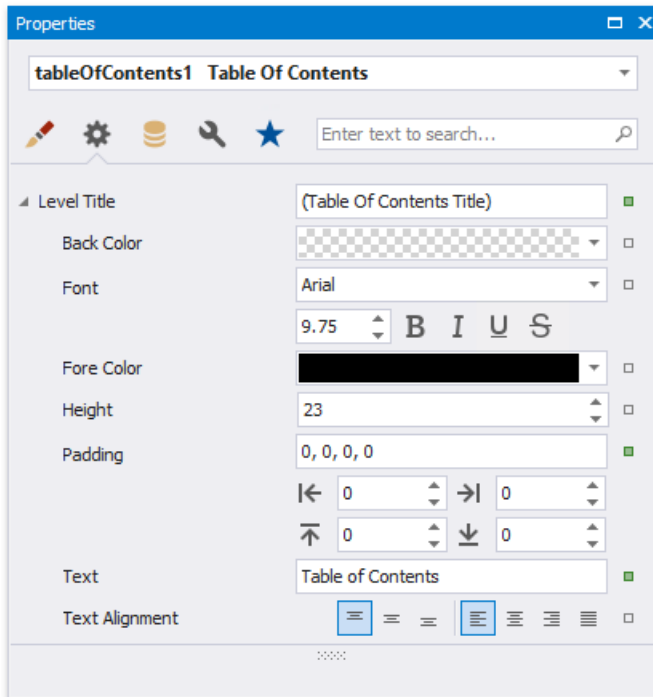 Properties
tableOfContents1 Table Of Contents
Enter text to search...
Level Title (Table Of Contents Title)
Back Color
Font Arial
9.75 B I U S
Fore Color
Height 23
Padding 0, 0, 0, 0
0 0
0 0
Text Table of Contents
Text Alignment